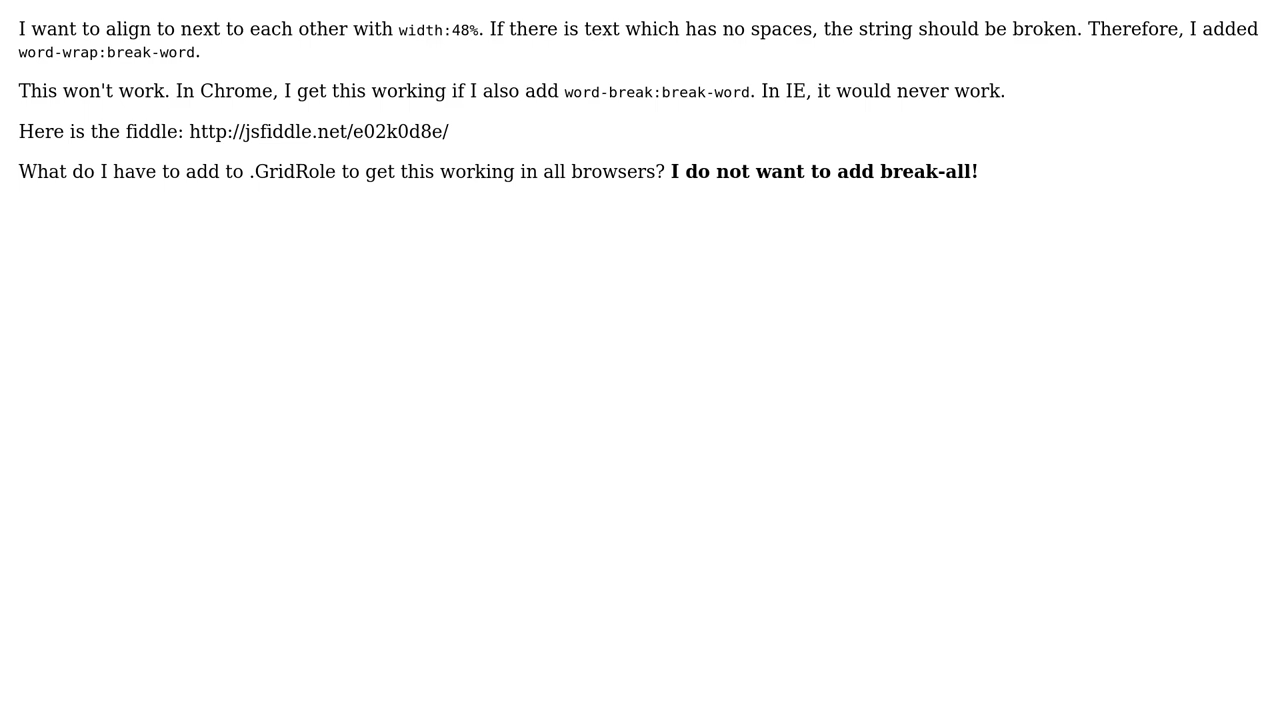 I want to align to next to each other with width:48%. If there is text which has no spaces, the string should be broken. Therefore, I added
word-wrap:break-word.
This won't work. In Chrome, I get this working if I also add word-break:break-word. In IE, it would never work.
Here is the fiddle: http://jsfiddle.net/e02k0d8e/
What do I have to add to .GridRole to get this working in all browsers? I do not want to add break-all!